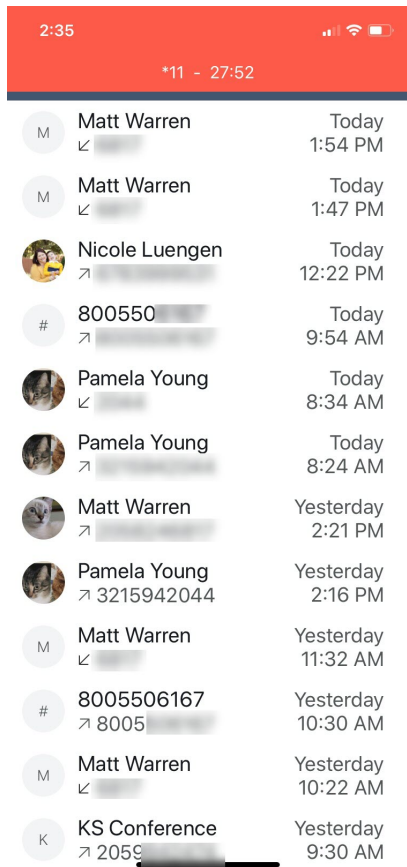 2:35
*11 - 27:52
M
Matt Warren
Today
1:54 PM
M
Matt Warren
Today
1:47 PM
Nicole Luengen
Today
12:22 PM
#
800550
Today
9:54 AM
Pamela Young
Today
8:34 AM
Pamela Young
Today
8:24 AM
Matt Warren
Yesterday
2:21 PM
Pamela Young
Yesterday
3215942044
2:16 PM
M
Matt Warren
Yesterday
11:32 AM
#
8005506167
Yesterday
8005
10:30 AM
M
Matt Warren
Yesterday
10:22 AM
K
KS Conference
Yesterday
2059
9:30 AM